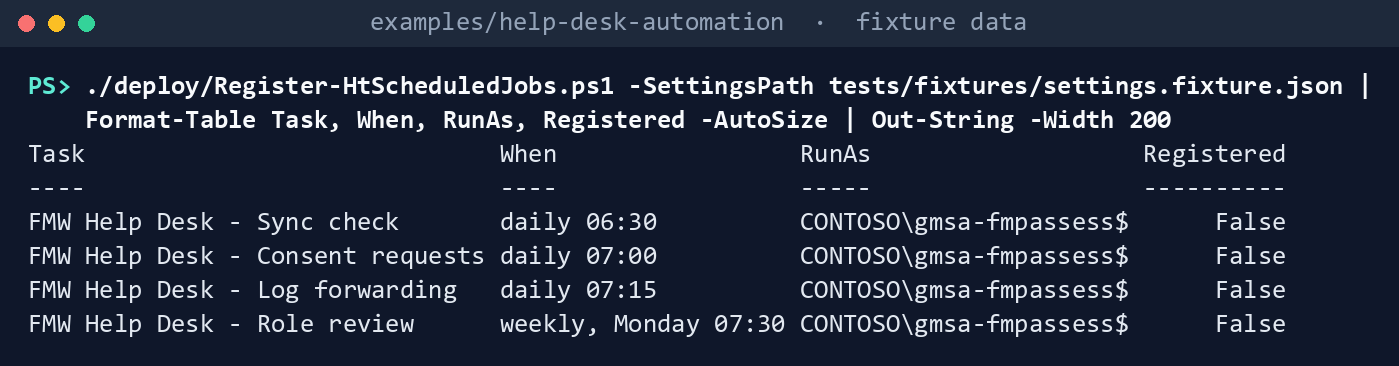 examples/help-desk-automation · fixture data
PS> ./deploy/Register-HtScheduledJobs.ps1 -SettingsPath tests/fixtures/settings.fixture.json |
Format-Table Task, When, RunAs, Registered -AutoSize | Out-String -Width 200
Task When RunAs Registered
---- ---- ----- ----------
FMW Help Desk - Sync check daily 06:30 CONTOSO\gmsa-fmpassess$ False
FMW Help Desk - Consent requests daily 07:00 CONTOSO\gmsa-fmpassess$ False
FMW Help Desk - Log forwarding daily 07:15 CONTOSO\gmsa-fmpassess$ False
FMW Help Desk - Role review weekly, Monday 07:30 CONTOSO\gmsa-fmpassess$ False